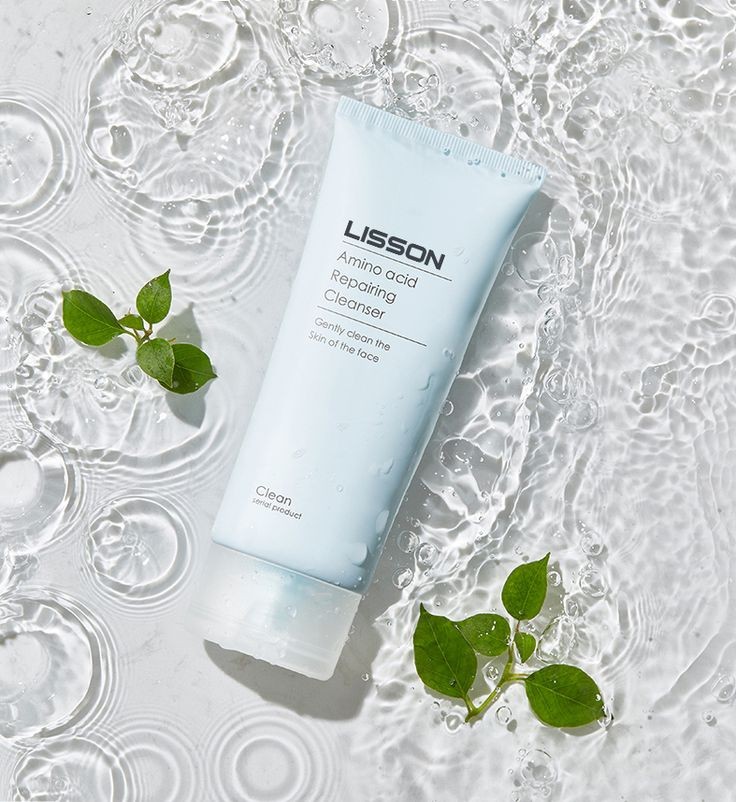 LISSON
Amino acid
Repairing
Cleanser
Gently clean the
Skin of the face
Clean
serial product